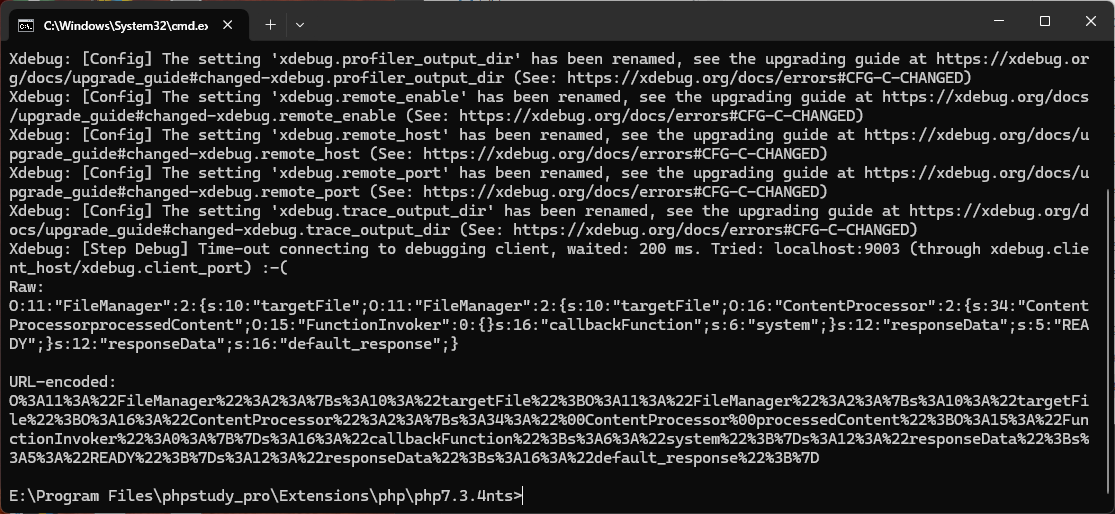 C:\Windows\System32\cmd.ex
Xdebug: [Config] The setting 'xdebug.profiler_output_dir' has been renamed, see the upgrading guide at https://xdebug.or
g/docs/upgrade_guide#changed-xdebug.profiler_output_dir (See: https://xdebug.org/docs/errors#CFG-C-CHANGED)
Xdebug: [Config] The setting 'xdebug.remote_enable' has been renamed, see the upgrading guide at https://xdebug.org/docs
/upgrade_guide#changed-xdebug.remote_enable (See: https://xdebug.org/docs/errors#CFG-C-CHANGED)
Xdebug: [Config] The setting 'xdebug.remote_host' has been renamed, see the upgrading guide at https://xdebug.org/docs/u
pgrade_guide#changed-xdebug.remote_host (See: https://xdebug.org/docs/errors#CFG-C-CHANGED)
Xdebug: [Config] The setting 'xdebug.remote_port' has been renamed, see the upgrading guide at https://xdebug.org/docs/u
pgrade_guide#changed-xdebug.remote_port (See: https://xdebug.org/docs/errors#CFG-C-CHANGED)
Xdebug: [Config] The setting 'xdebug.trace_output_dir' has been renamed, see the upgrading guide at https://xdebug.org/d
ocs/upgrade_guide#changed-xdebug.trace_output_dir (See: https://xdebug.org/docs/errors#CFG-C-CHANGED)
Xdebug: [Step Debug] Time-out connecting to debugging client, waited: 200 ms. Tried: localhost:9003 (through xdebug.clie
nt_host/xdebug.client_port) :-(
Raw:
O:11:"FileManager":2:{s:10:"targetFile";O:11:"FileManager":2:{s:10:"targetFile";O:16:"ContentProcessor":2:{s:34:"Content
ProcessorprocessedContent";O:15:"FunctionInvoker":0:{}s:16:"callbackFunction";s:6:"system";}s:12:"responseData";s:5:"REA
DY";}s:12:"responseData";s:16:"default_response";}
URL-encoded:
O%3A11%3A%22FileManager%22%3A2%3A%7Bs%3A10%3A%22targetFile%22%3BO%3A11%3A%22FileManager%22%3A2%3A%7Bs%3A10%3A%22targetFi
le%22%3BO%3A16%3A%22ContentProcessor%22%3A2%3A%7Bs%3A34%3A%22%00ContentProcessor%00processedContent%22%3BO%3A15%3A%22Fun
ctionInvoker%22%3A0%3A%7B%7Ds%3A16%3A%22callbackFunction%22%3Bs%3A6%3A%22system%22%3B%7Ds%3A12%3A%22responseData%22%3Bs%
3A5%3A%22READY%22%3B%7Ds%3A12%3A%22responseData%22%3Bs%3A16%3A%22default_response%22%3B%7D
E:\Program Files\phpstudy_pro\Extensions\php\php7.3.4nts>